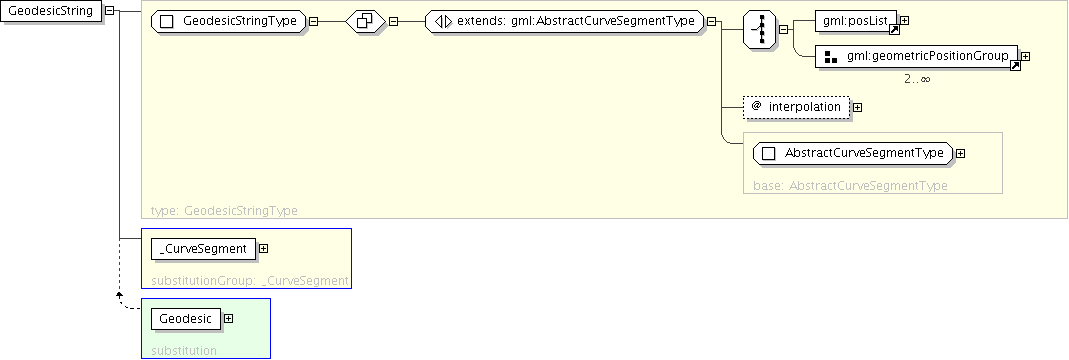 GeodesicString
GeodesicStringType
extends: gml:AbstractCurveSegmentType
gml:posList
gml:geometricPositionGroup
2..∞
@ interpolation
AbstractCurveSegmentType
base: AbstractCurveSegmentType
type: GeodesicStringType
_CurveSegment
substitutionGroup: _CurveSegment
Geodesic
substitution